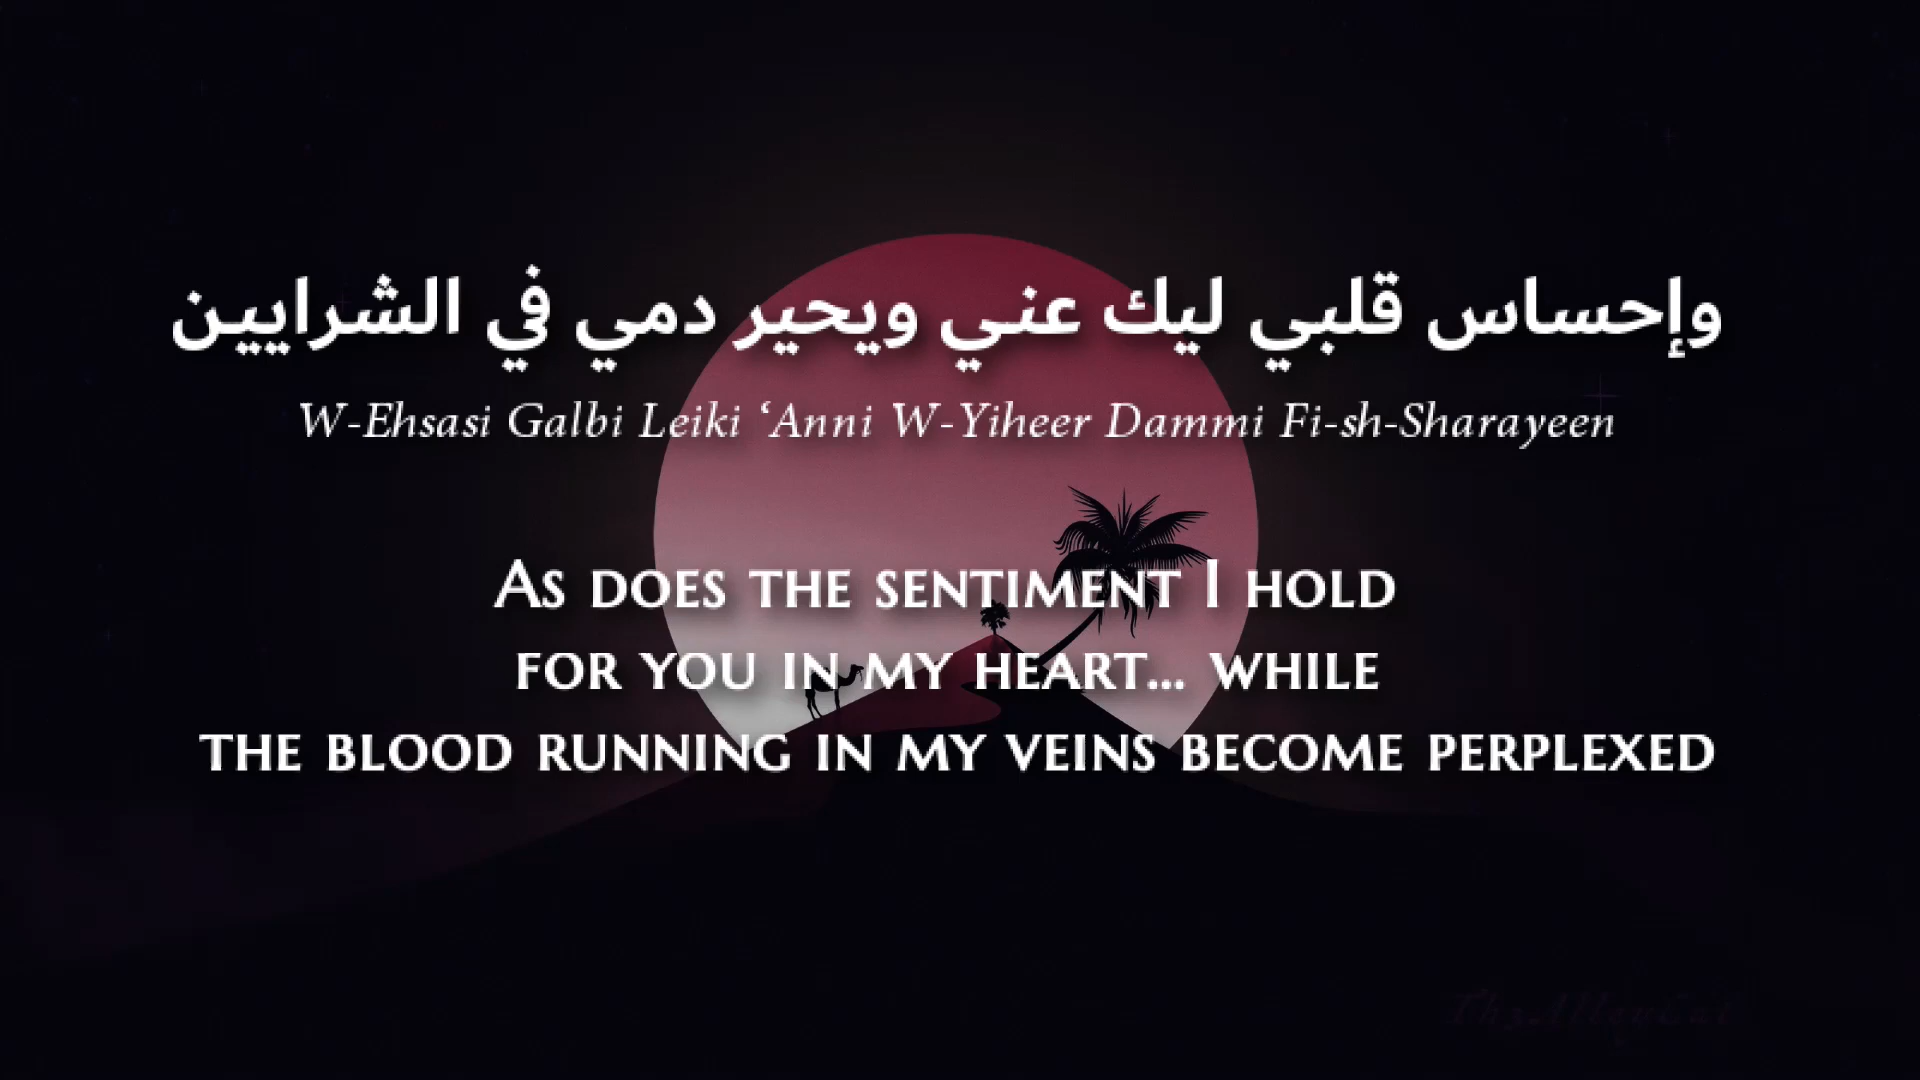 وإحساس قلبي ليك عني ويحير دمي في الشرايين
W-Ehsasi Galbi Leiki ‘Anni W-Yiheer Dammi Fi-sh-Sharayeen
As does the sentiment I hold
for you in my heart... while
the blood running in my veins become perplexed